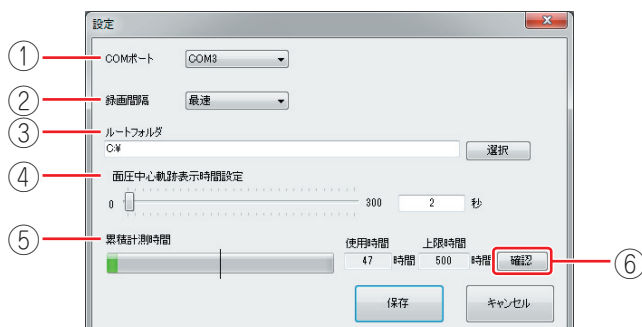 設定
① COMポート COM3
② 録画間隔 最速
③ ルートフォルダ
C:¥ 選択
④ 面圧中心軌跡表示時間設定
0 300 2 秒
⑤ 累積計測時間 使用時間 上限時間
47 時間 500 時間 確認 ⑥
保存 キャンセル